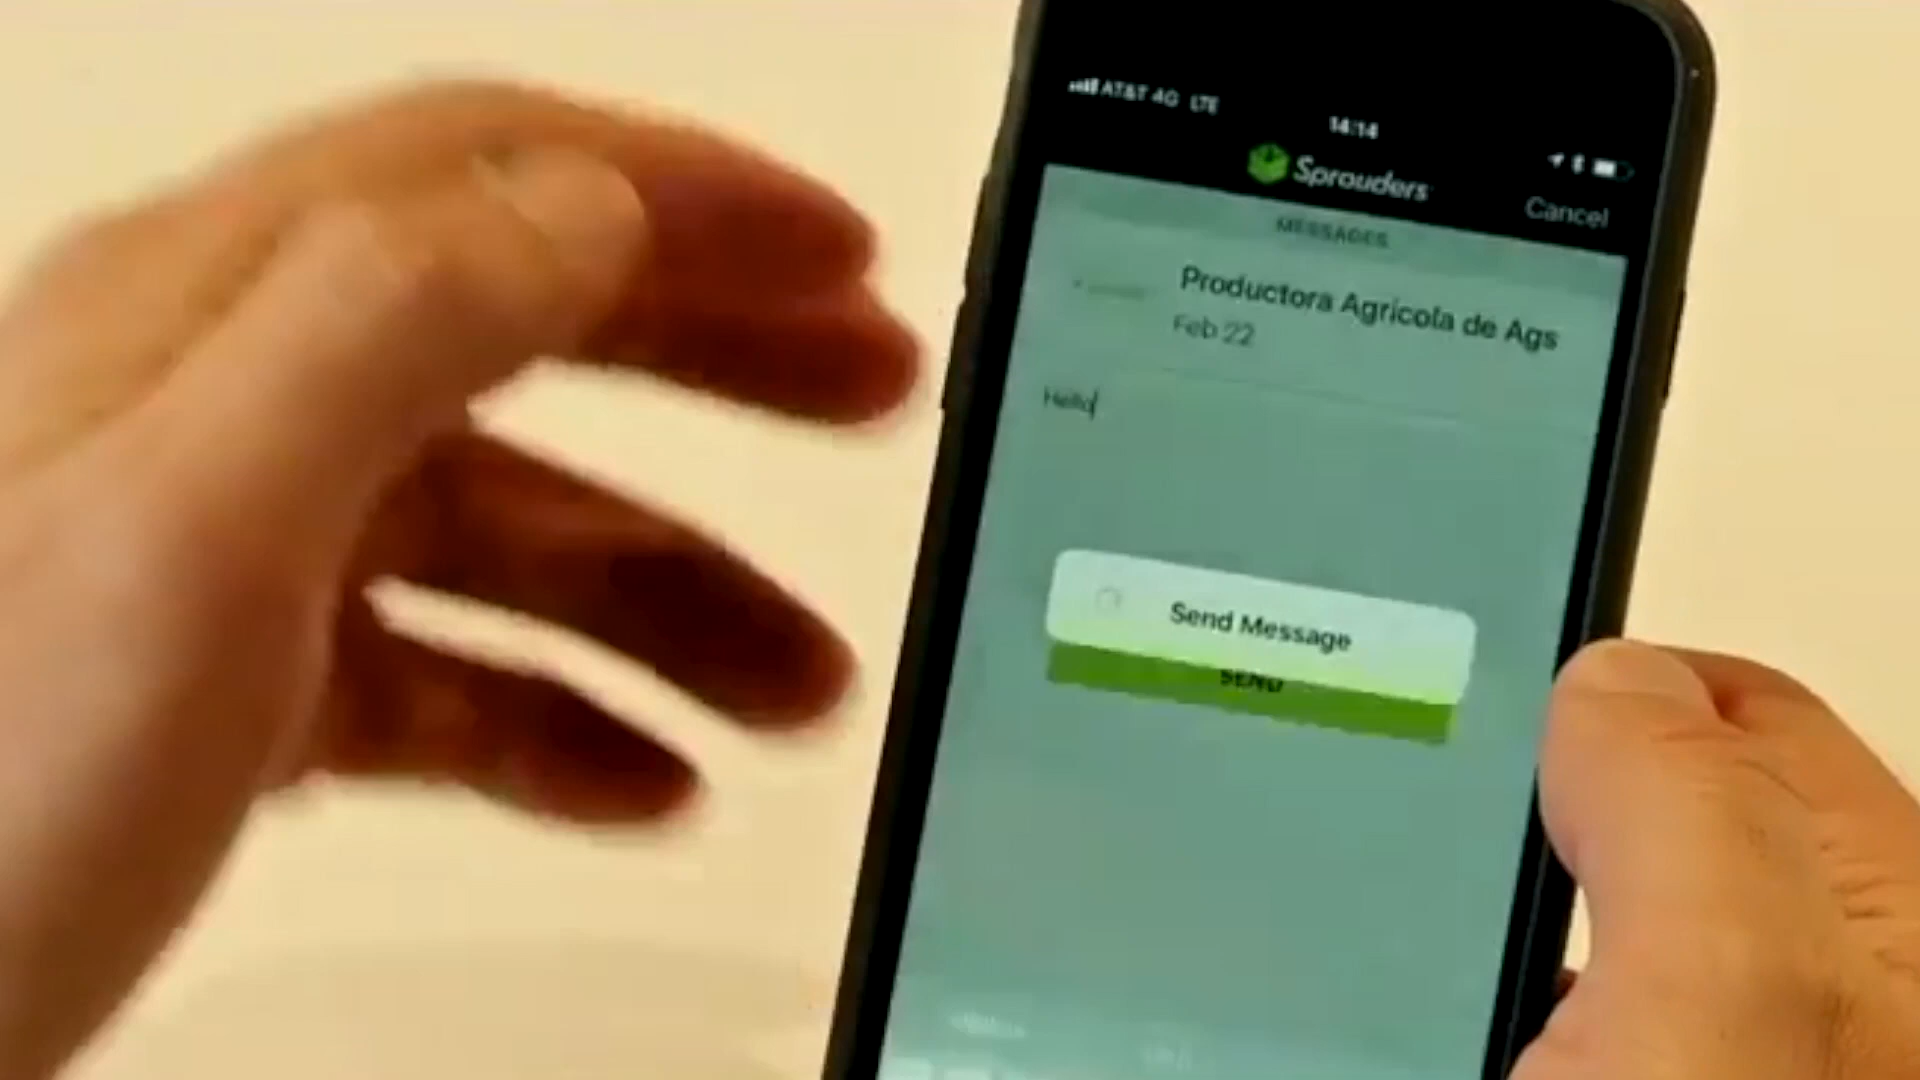 AT&T 4G LTE
14:14
Sprouders
Cancel
MESSAGES
Productora Agricola de Ags
Feb 22
Hello
Send Message
SEND